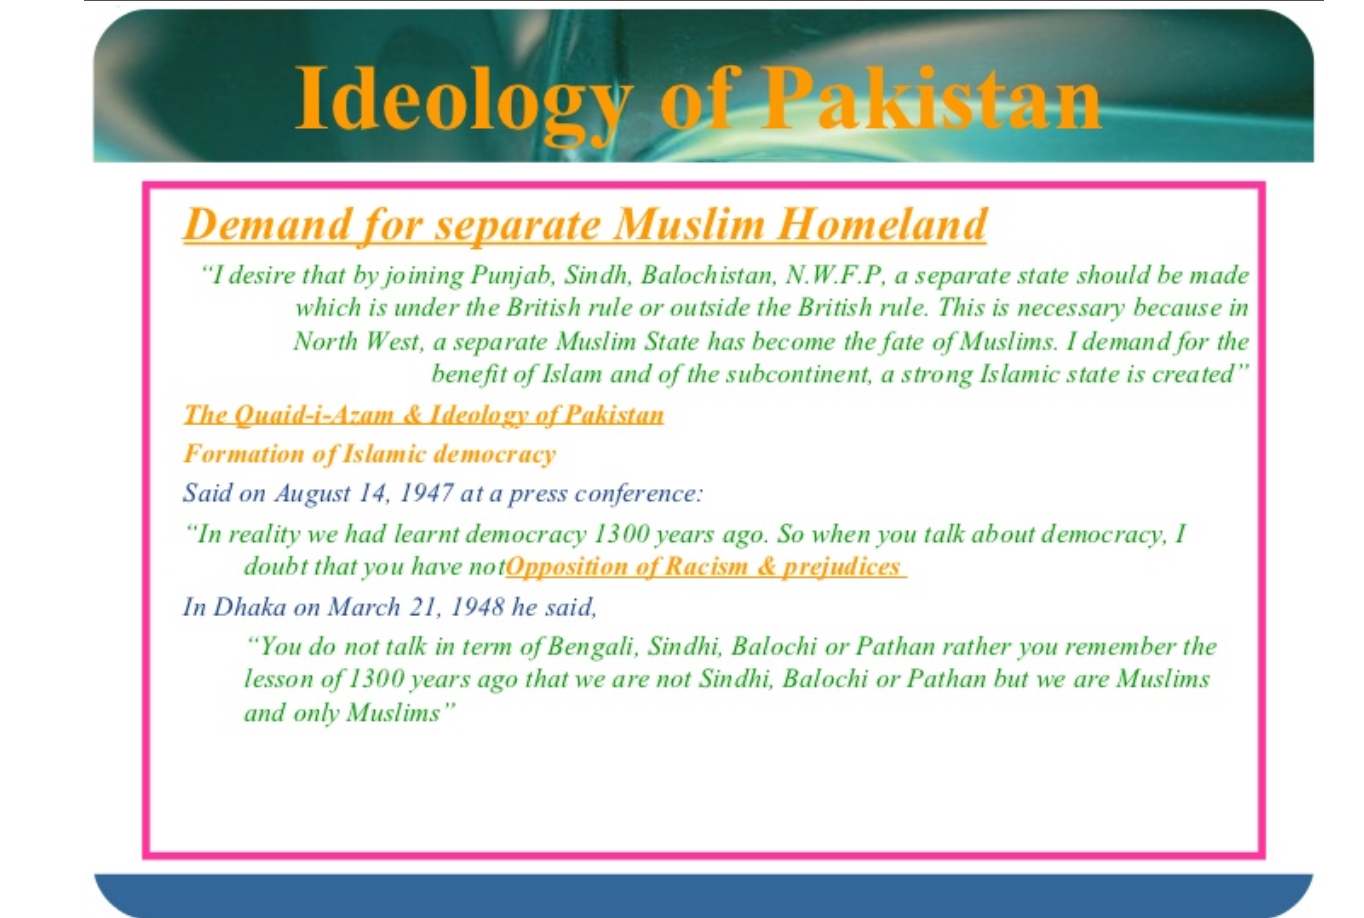 Ideology of Pakistan
Demand for separate Muslim Homeland
“I desire that by joining Punjab, Sindh, Balochistan, N.W.F.P, a separate state should be made
which is under the British rule or outside the British rule. This is necessary because in
North West, a separate Muslim State has become the fate of Muslims. I demand for the
benefit of Islam and of the subcontinent, a strong Islamic state is created”
The Quaid-i-Azam & Ideology of Pakistan
Formation of Islamic democracy
Said on August 14, 1947 at a press conference:
“In reality we had learnt democracy 1300 years ago. So when you talk about democracy, I
doubt that you have notOpposition of Racism & prejudices
In Dhaka on March 21, 1948 he said,
“You do not talk in term of Bengali, Sindhi, Balochi or Pathan rather you remember the
lesson of 1300 years ago that we are not Sindhi, Balochi or Pathan but we are Muslims
and only Muslims”